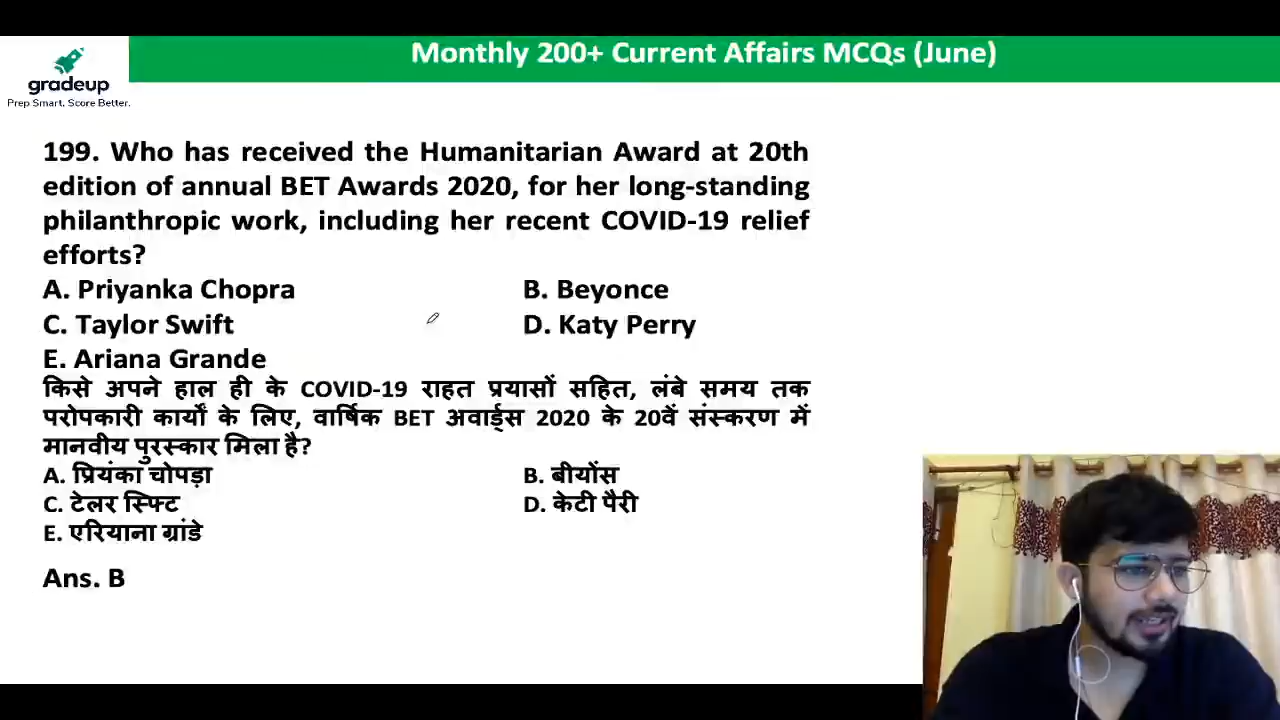 Monthly 200+ Current Affairs MCQs (June)
gradeup
Prep Smart. Score Better.
199. Who has received the Humanitarian Award at 20th
edition of annual BET Awards 2020, for her long-standing
philanthropic work, including her recent COVID-19 relief
efforts?
A. Priyanka Chopra B. Beyonce
C. Taylor Swift D. Katy Perry
E. Ariana Grande
किसे अपने हाल ही के COVID-19 राहत प्रयासों सहित, लंबे समय तक
परोपकारी कार्यों के लिए, वार्षिक BET अवार्ड्स 2020 के 20वें संस्करण में
मानवीय पुरस्कार मिला है?
A. प्रियंका चोपड़ा B. बीयोंस
C. टेलर स्फ्टि D. केटी पैरी
E. एरियाना ग्रांडे
Ans. B